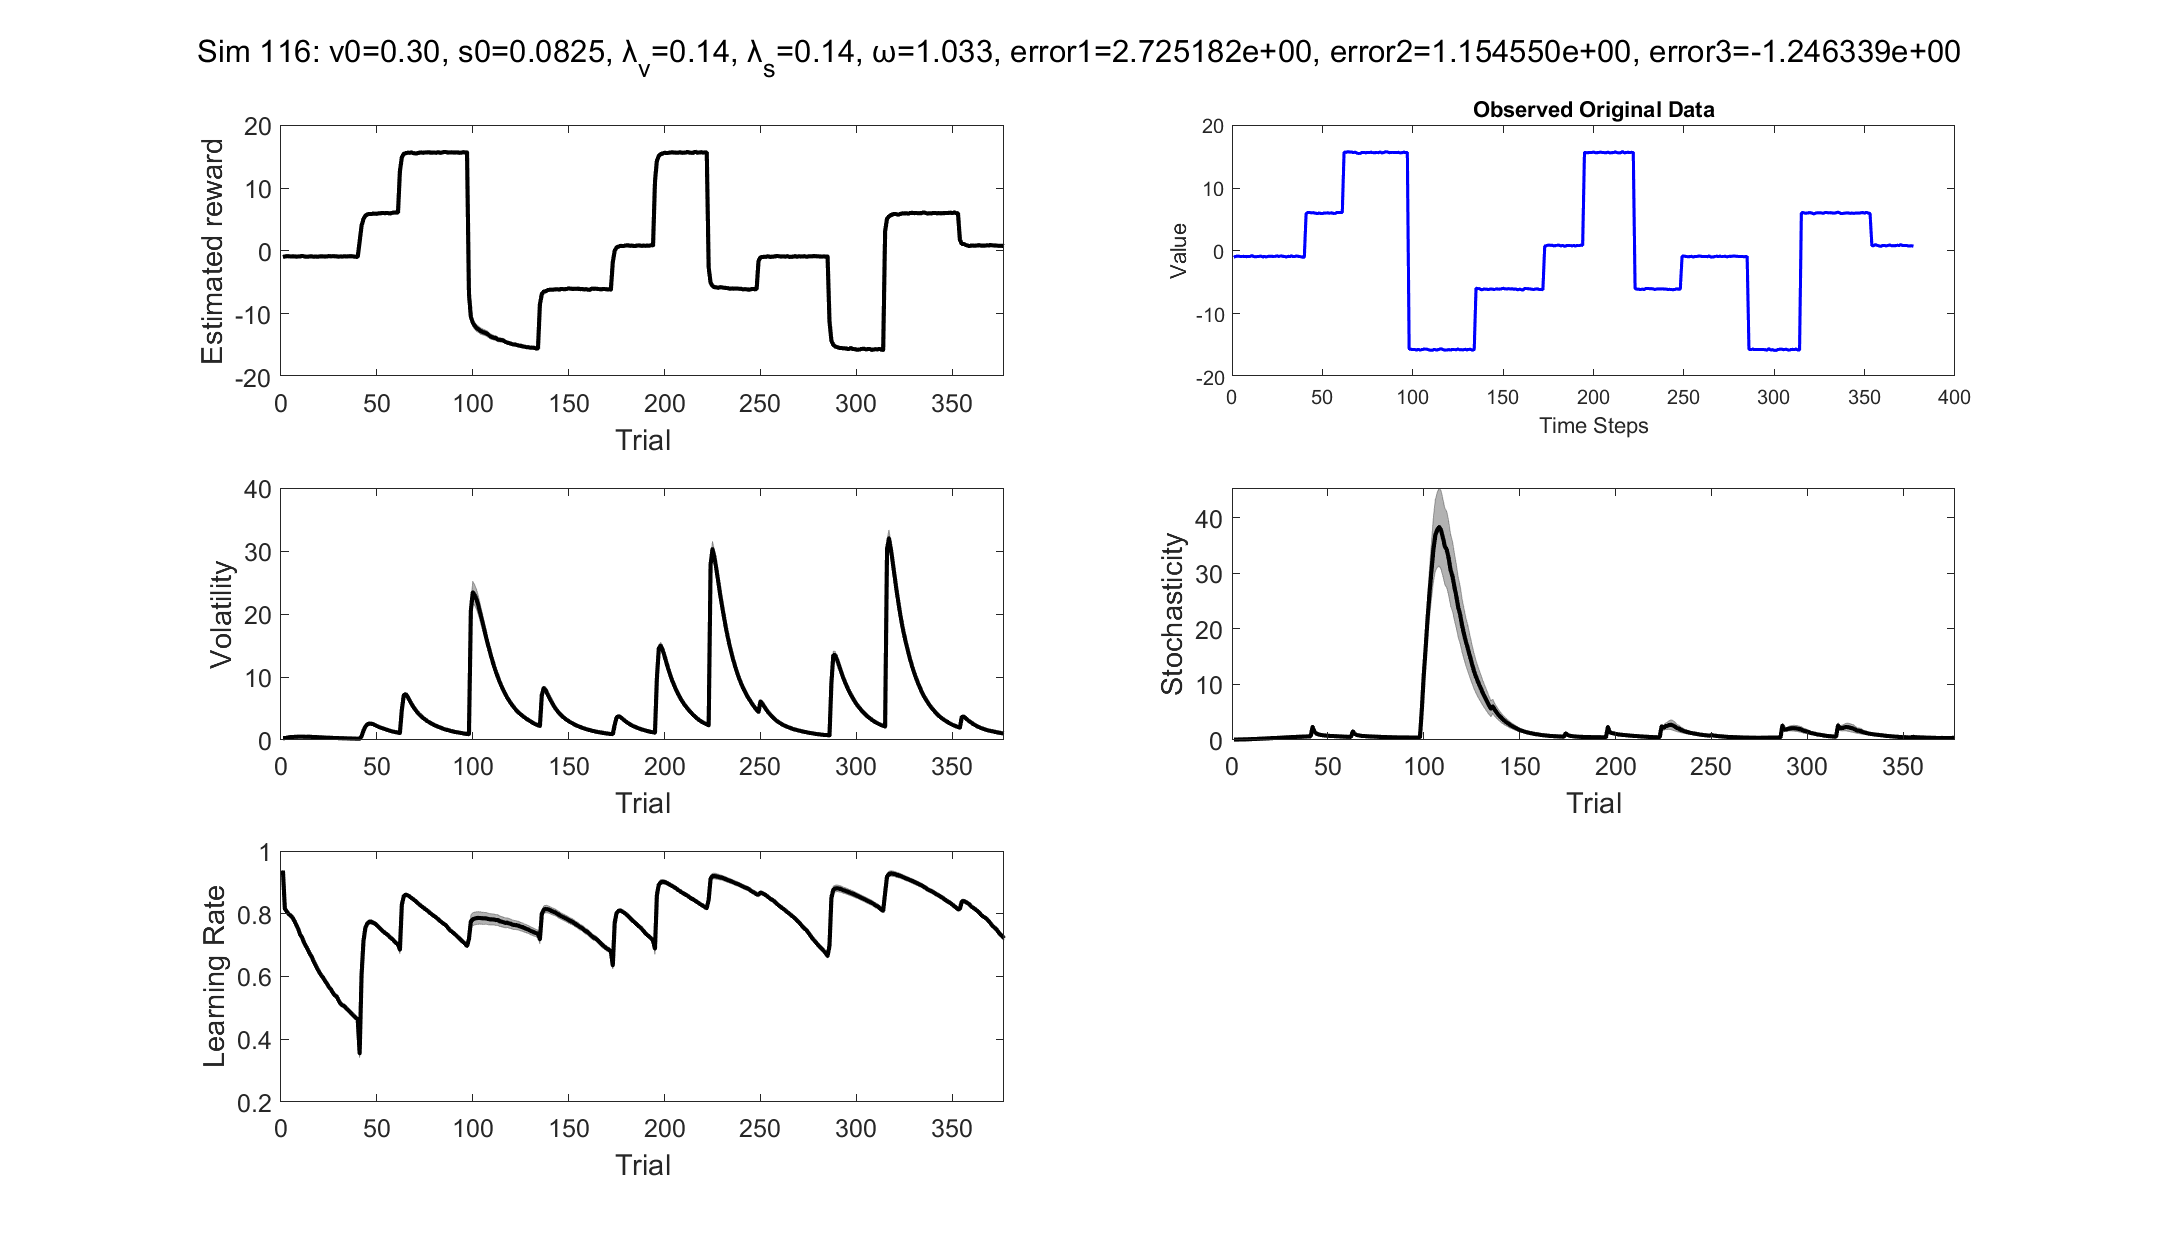 Sim 116: v0=0.30, s0=0.0825, λv=0.14, λs=0.14, ω=1.033, error1=2.725182e+00, error2=1.154550e+00, error3=-1.246339e+00
Estimated reward
20
10
0
-10
-20
0 50 100 150 200 250 300 350
Trial
Observed Original Data
Value
20
10
0
-10
-20
0 50 100 150 200 250 300 350 400
Time Steps
Volatility
40
30
20
10
0
0 50 100 150 200 250 300 350
Trial
Stochasticity
40
30
20
10
0
0 50 100 150 200 250 300 350
Trial
Learning Rate
1
0.8
0.6
0.4
0.2
0 50 100 150 200 250 300 350
Trial